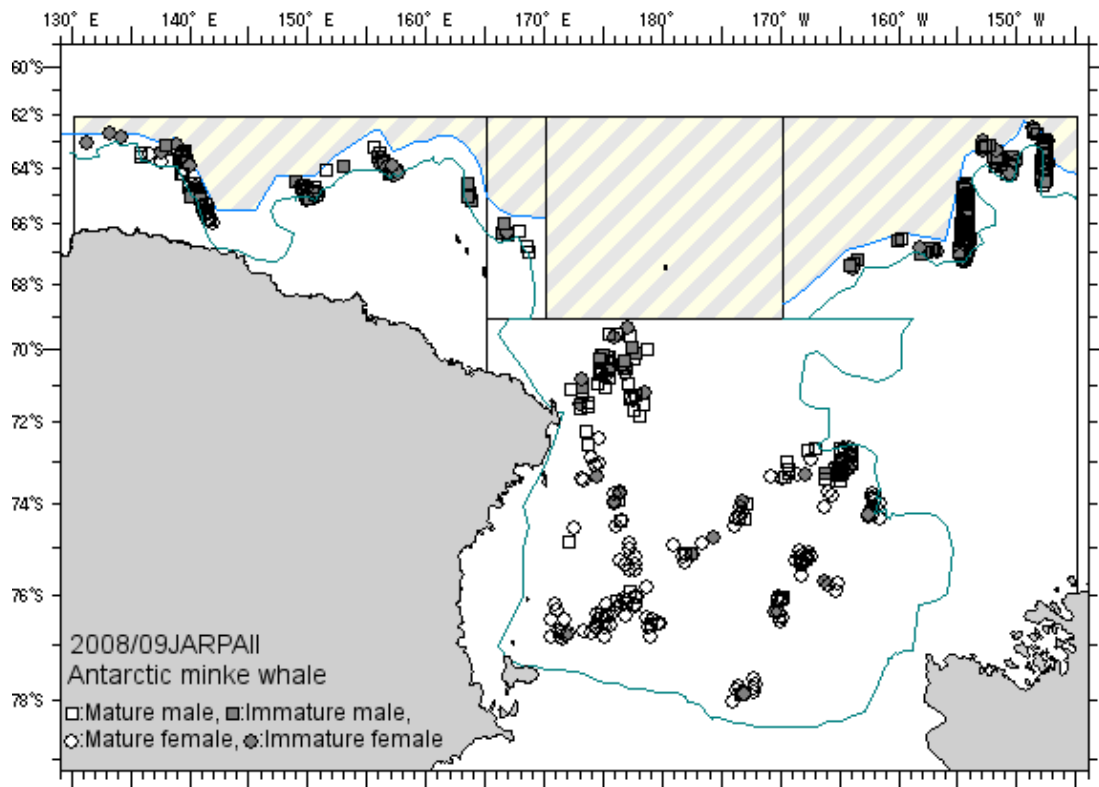 130° E 140° E 150° E 160° E 170° E 180° 170° W 160° W 150° W
60°S
62°S
64°S
66°S
68°S
70°S
72°S
74°S
76°S
78°S
2008/09JARPAII
Antarctic minke whale
:Mature male, :Immature male,
:Mature female, :Immature female